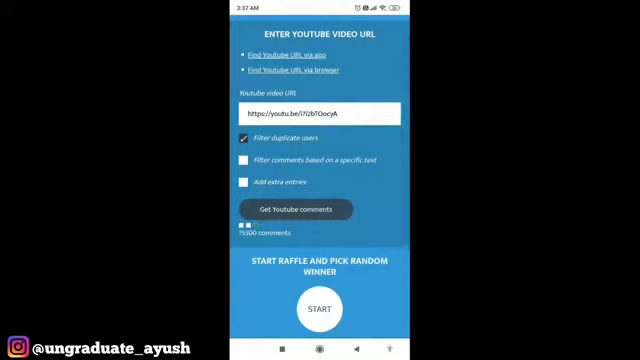 3:37 AM
ENTER YOUTUBE VIDEO URL
Find Youtube URL via app
Find Youtube URL via browser
Youtube video URL
https://youtu.be/i7i2bTOocyA
Filter duplicate users
Filter comments based on a specific text
Add extra entries
Get Youtube comments
comments
START RAFFLE AND PICK RANDOM
WINNER
START
@ungraduate_ayush